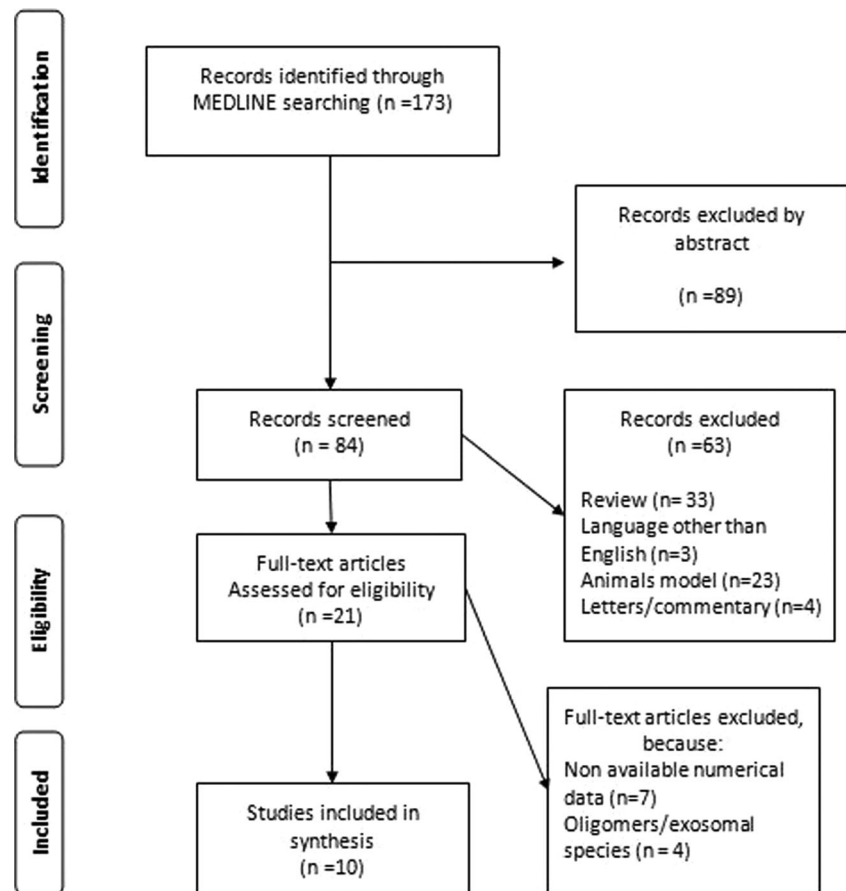 Identification
Records identified through
MEDLINE searching (n =173)
Records excluded by
abstract
(n =89)
Screening
Records screened
(n = 84)
Records excluded
(n =63)
Review (n= 33)
Language other than
English (n=3)
Animals model (n=23)
Letters/commentary (n=4)
Eligibility
Full-text articles
Assessed for eligibility
(n =21)
Full-text articles excluded,
because:
Non available numerical
data (n=7)
Oligomers/exosomal
species (n = 4)
Included
Studies included in
synthesis
(n =10)